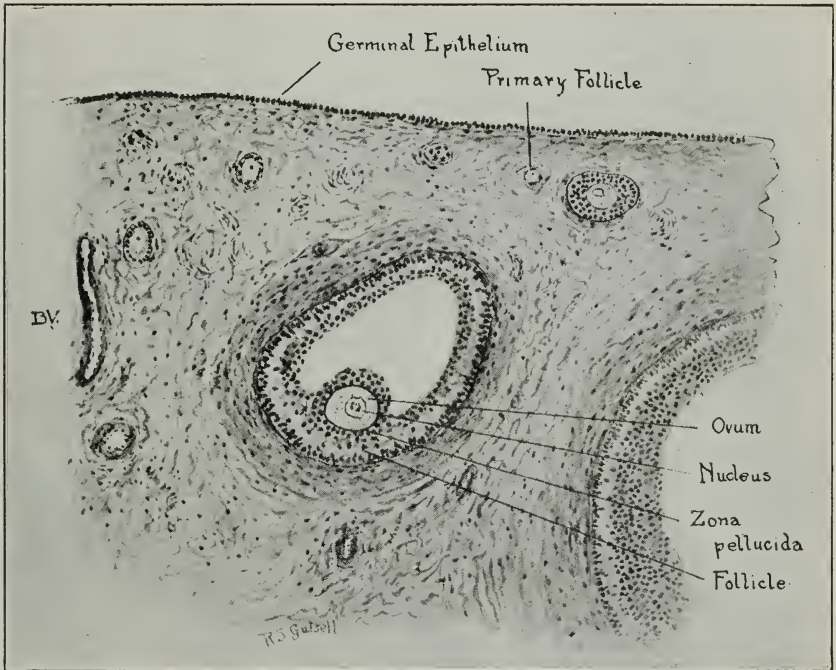 Germinal Epithelium
Primary Follicle
B.V.
Ovum
Nucleus
Zona
pellucida
Follicle
R S Gutsell